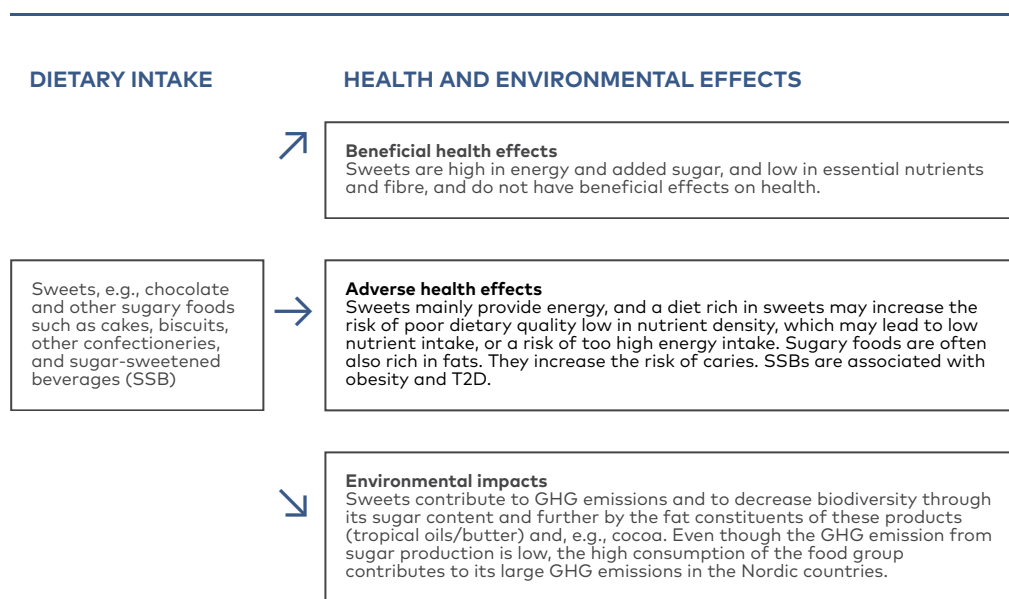 DIETARY INTAKE
HEALTH AND ENVIRONMENTAL EFFECTS
Beneficial health effects
Sweets are high in energy and added sugar, and low in essential nutrients
and fibre, and do not have beneficial effects on health.
Sweets, e.g., chocolate
and other sugary foods
such as cakes, biscuits,
other confectioneries,
and sugar-sweetened
beverages (SSB)
Adverse health effects
Sweets mainly provide energy, and a diet rich in sweets may increase the
risk of poor dietary quality low in nutrient density, which may lead to low
nutrient intake, or a risk of too high energy intake. Sugary foods are often
also rich in fats. They increase the risk of caries. SSBs are associated with
obesity and T2D.
Environmental impacts
Sweets contribute to GHG emissions and to decrease biodiversity through
its sugar content and further by the fat constituents of these products
(tropical oils/butter) and, e.g., cocoa. Even though the GHG emission from
sugar production is low, the high consumption of the food group
contributes to its large GHG emissions in the Nordic countries.